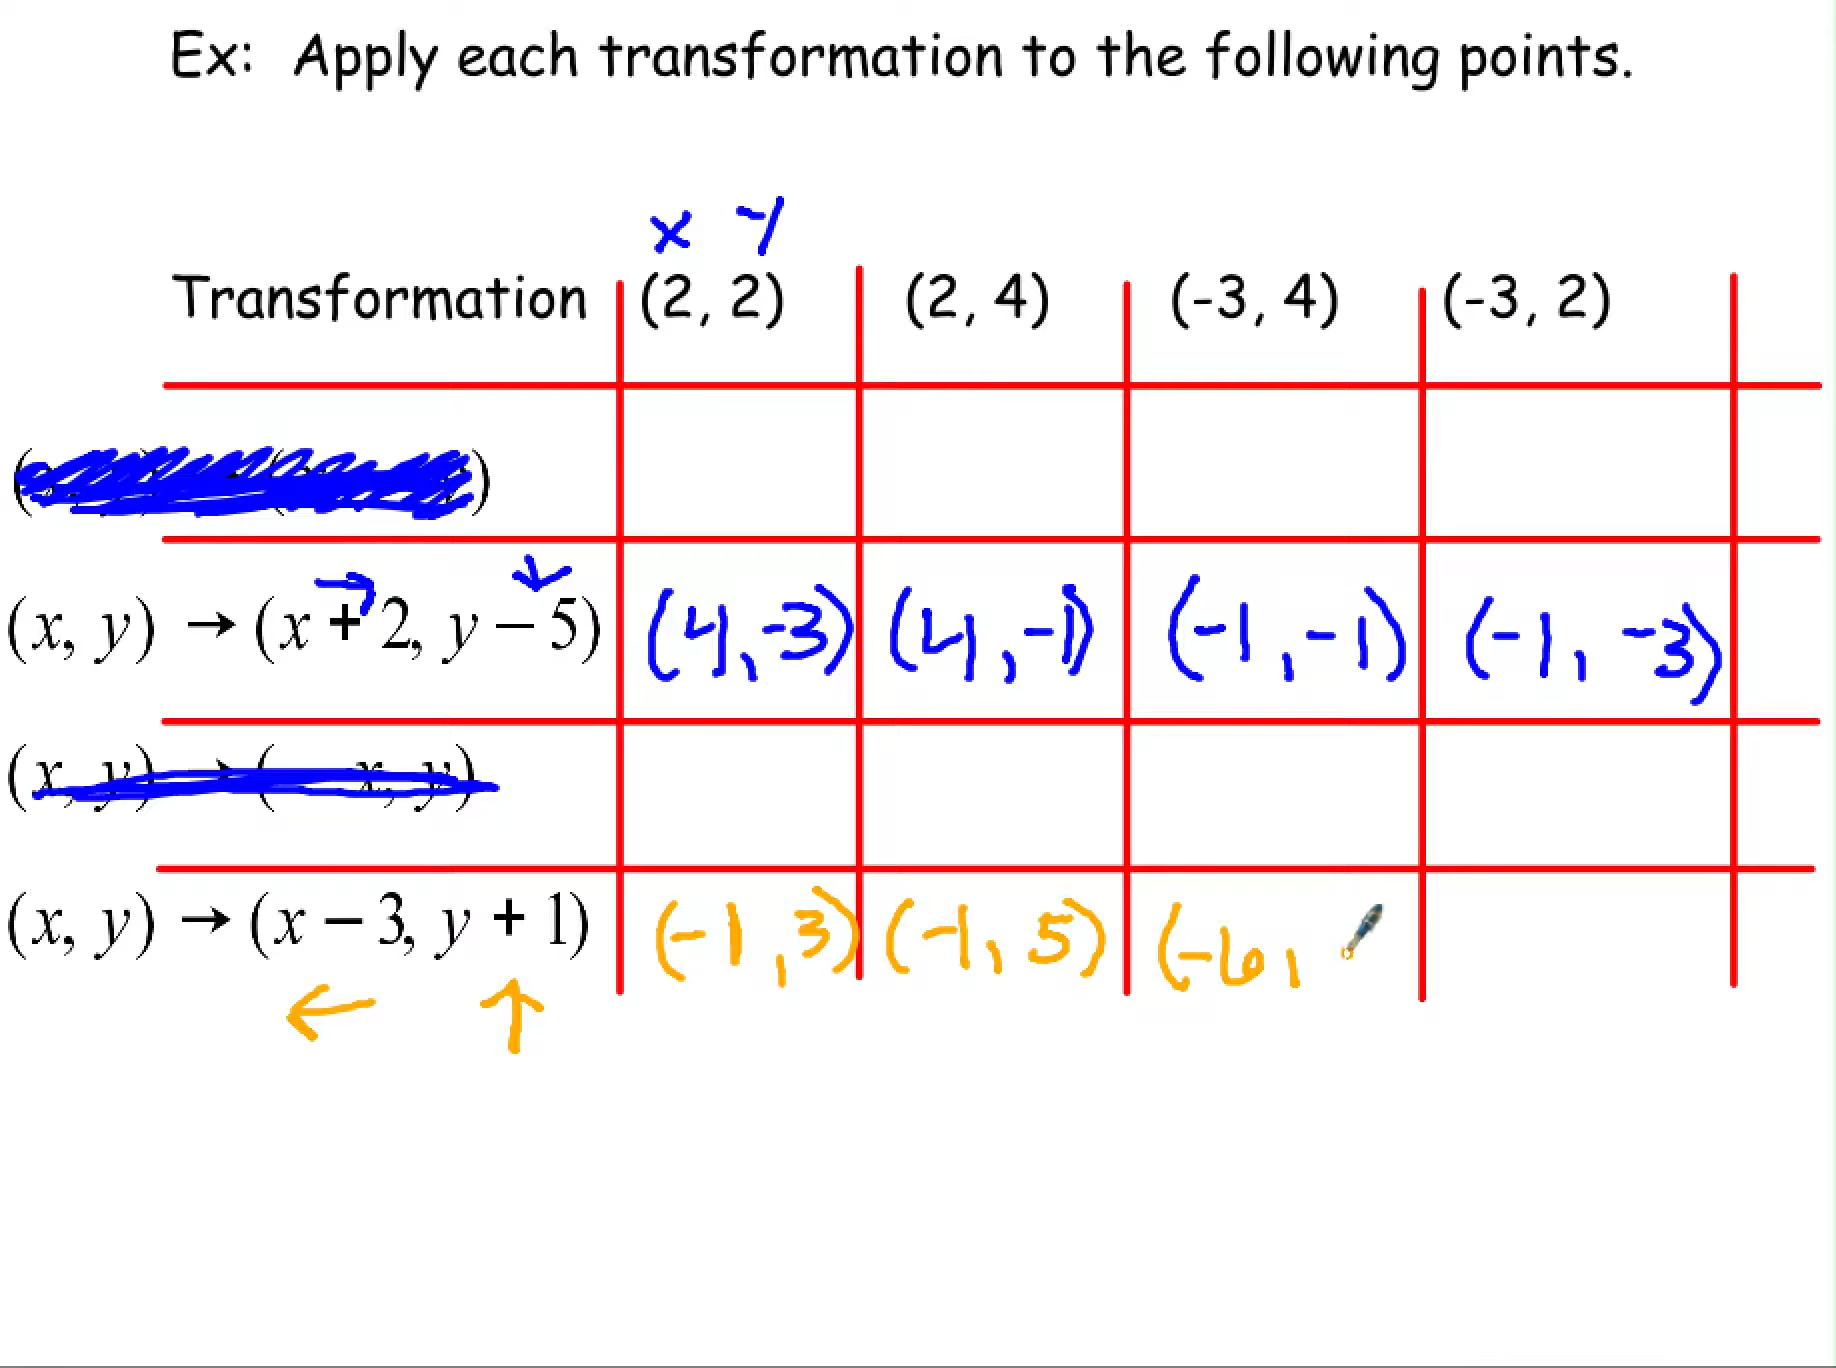 Ex: Apply each transformation to the following points.
x y
Transformation (2, 2) (2, 4) (-3, 4) (-3, 2)
(x, y) → (x + 2, y − 5) (4, -3) (4, -1) (-1, -1) (-1, -3)
(x, y) → ( x, y)
(x, y) → (x − 3, y + 1) (-1, 3) (-1, 5) (-6,